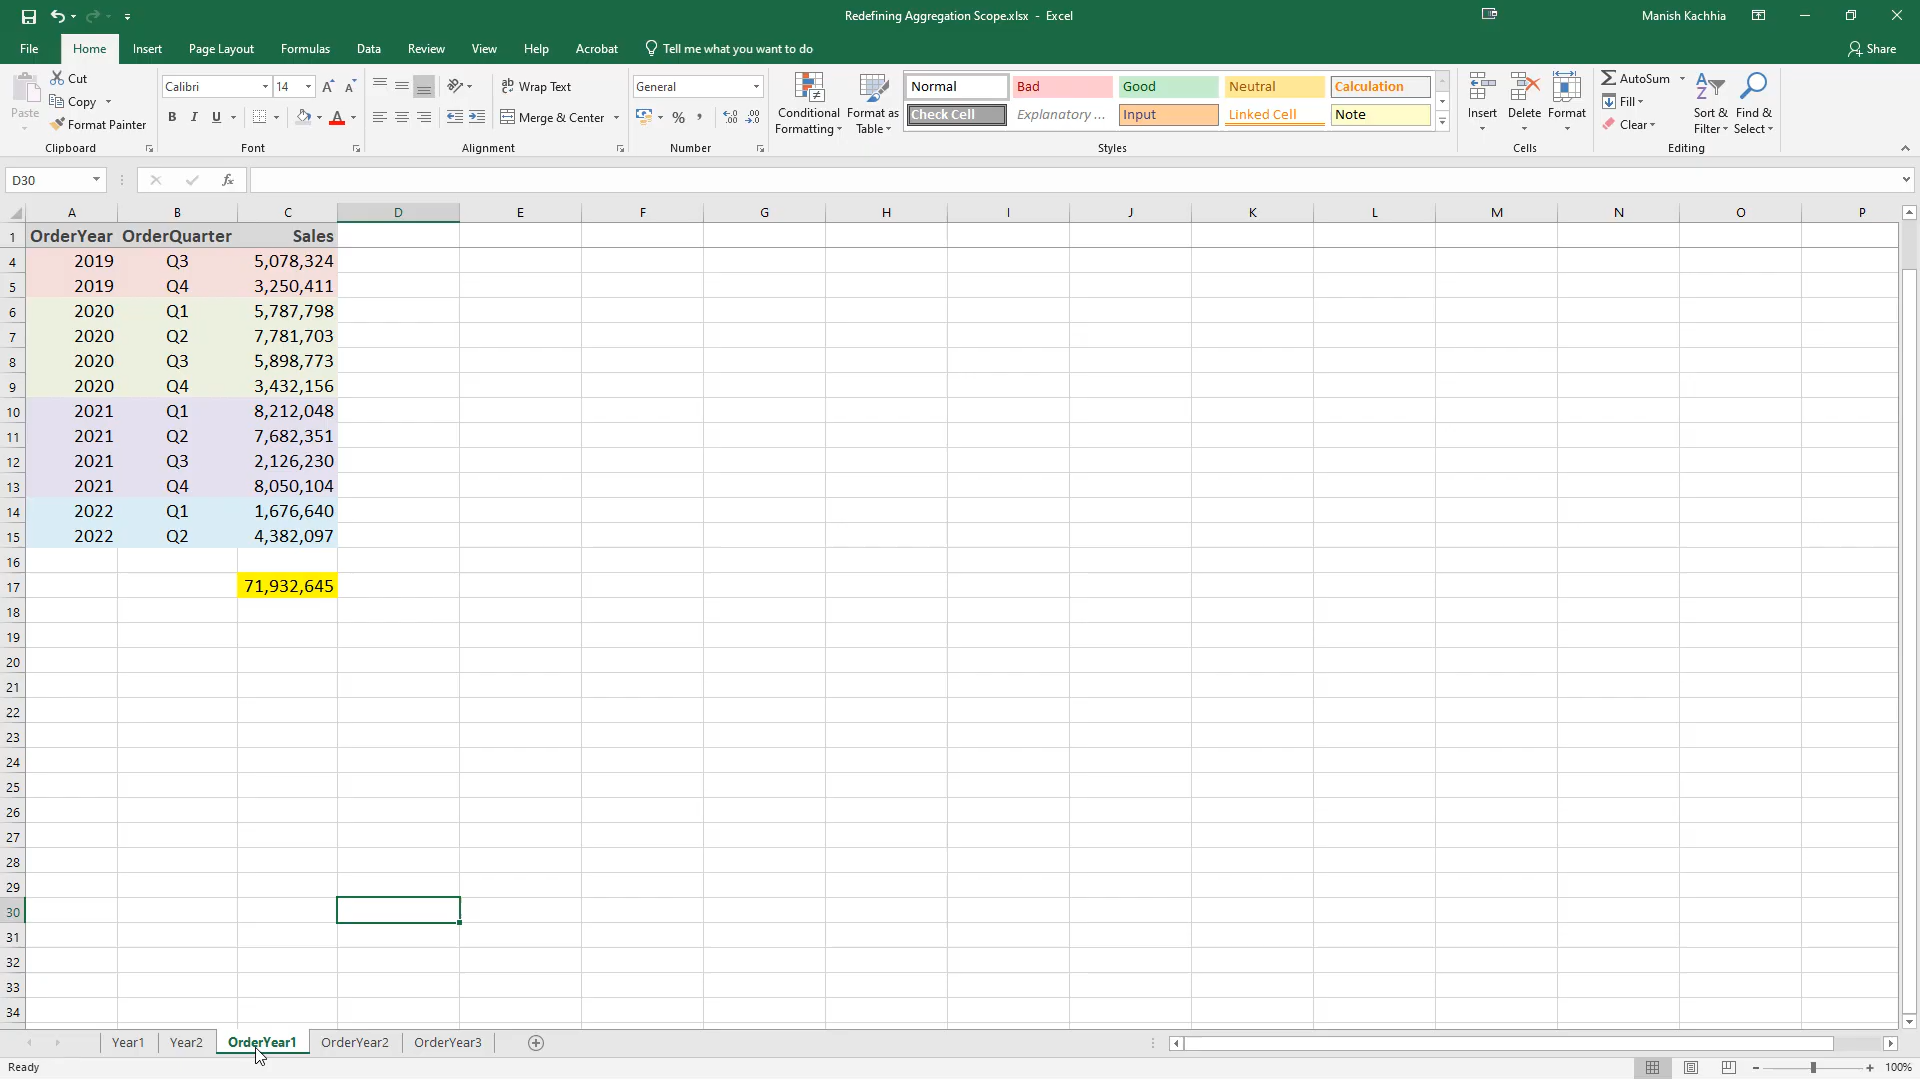 Redefining Aggregation Scope.xlsx - Excel
Manish Kachhia
File Home Insert Page Layout Formulas Data Review View Help Acrobat Tell me what you want to do
Share
Paste
Cut
Copy
Format Painter
Clipboard
Calibri 14
B I U
Font
Wrap Text
Merge & Center
Alignment
General
Number
Conditional Formatting
Format as Table
Normal Bad Good Neutral Calculation
Check Cell Explanatory ... Input Linked Cell Note
Styles
Insert Delete Format
Cells
AutoSum
Fill
Clear
Sort & Filter
Find & Select
Editing
D30
fx
A B C D E F G H I J K L M N O P
1 OrderYear OrderQuarter Sales
4 2019 Q3 5,078,324
5 2019 Q4 3,250,411
6 2020 Q1 5,787,798
7 2020 Q2 7,781,703
8 2020 Q3 5,898,773
9 2020 Q4 3,432,156
10 2021 Q1 8,212,048
11 2021 Q2 7,682,351
12 2021 Q3 2,126,230
13 2021 Q4 8,050,104
14 2022 Q1 1,676,640
15 2022 Q2 4,382,097
16
17 71,932,645
18
19
20
21
22
23
24
25
26
27
28
29
30
31
32
33
34
Year1 Year2 OrderYear1 OrderYear2 OrderYear3
Ready
100%